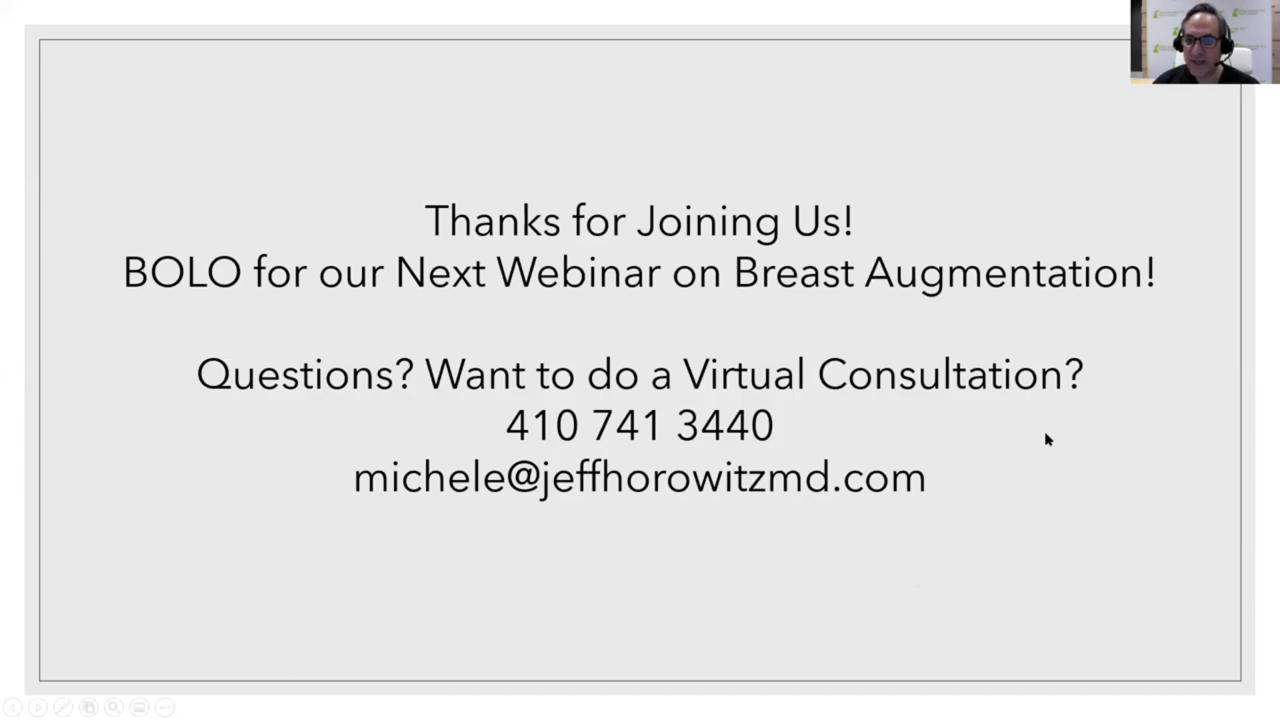 Thanks for Joining Us!
BOLO for our Next Webinar on Breast Augmentation!
Questions? Want to do a Virtual Consultation?
410 741 3440
michele@jeffhorowitzmd.com